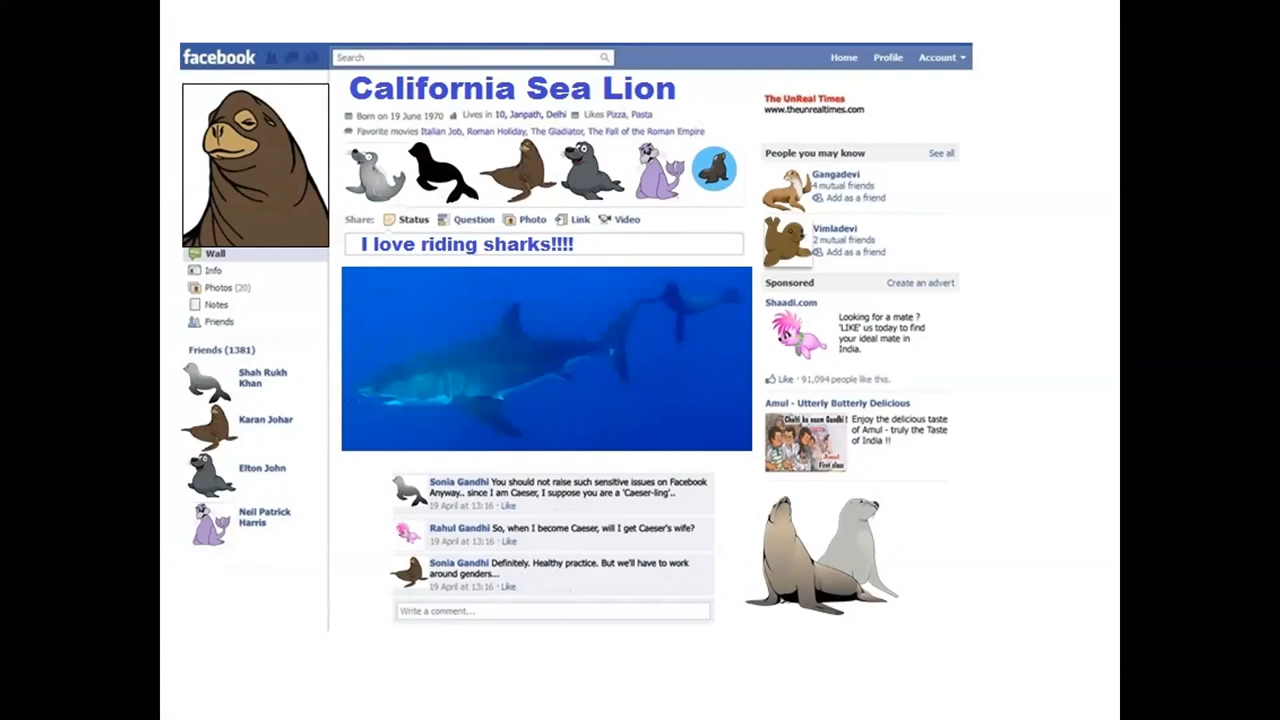 facebook
Search
Home Profile Account
California Sea Lion
Born on 19 June 1970 Lives in 10, Janpath, Delhi Likes Pizza, Pasta
Favorite movies Italian Job, Roman Holiday, The Gladiator, The Fall of the Roman Empire
Share: Status Question Photo Link Video
I love riding sharks!!!!
Wall
Info
Photos (20)
Notes
Friends
Friends (1381)
Shah Rukh
Khan
Karan Johar
Elton John
Neil Patrick
Harris
Sonia Gandhi You should not raise such sensitive issues on Facebook
Anyway.. since I am Caeser, I suppose you are a 'Caeser-ling'..
19 April at 13:16 · Like
Rahul Gandhi So, when I become Caeser, will I get Caeser's wife?
19 April at 13:16 · Like
Sonia Gandhi Definitely. Healthy practice. But we'll have to work
around genders...
19 April at 13:16 · Like
Write a comment...
The UnReal Times
www.theunrealtimes.com
People you may know See all
Gangadevi
4 mutual friends
Add as a friend
Vimladevi
2 mutual friends
Add as a friend
Sponsored Create an advert
Shaadi.com
Looking for a mate ?
'LIKE' us today to find
your ideal mate in
India.
Like · 91,094 people like this.
Amul - Utterly Butterly Delicious
Chalti ka naam Gandhi !
Amul
First class
Enjoy the delicious taste
of Amul - truly the Taste
of India !!